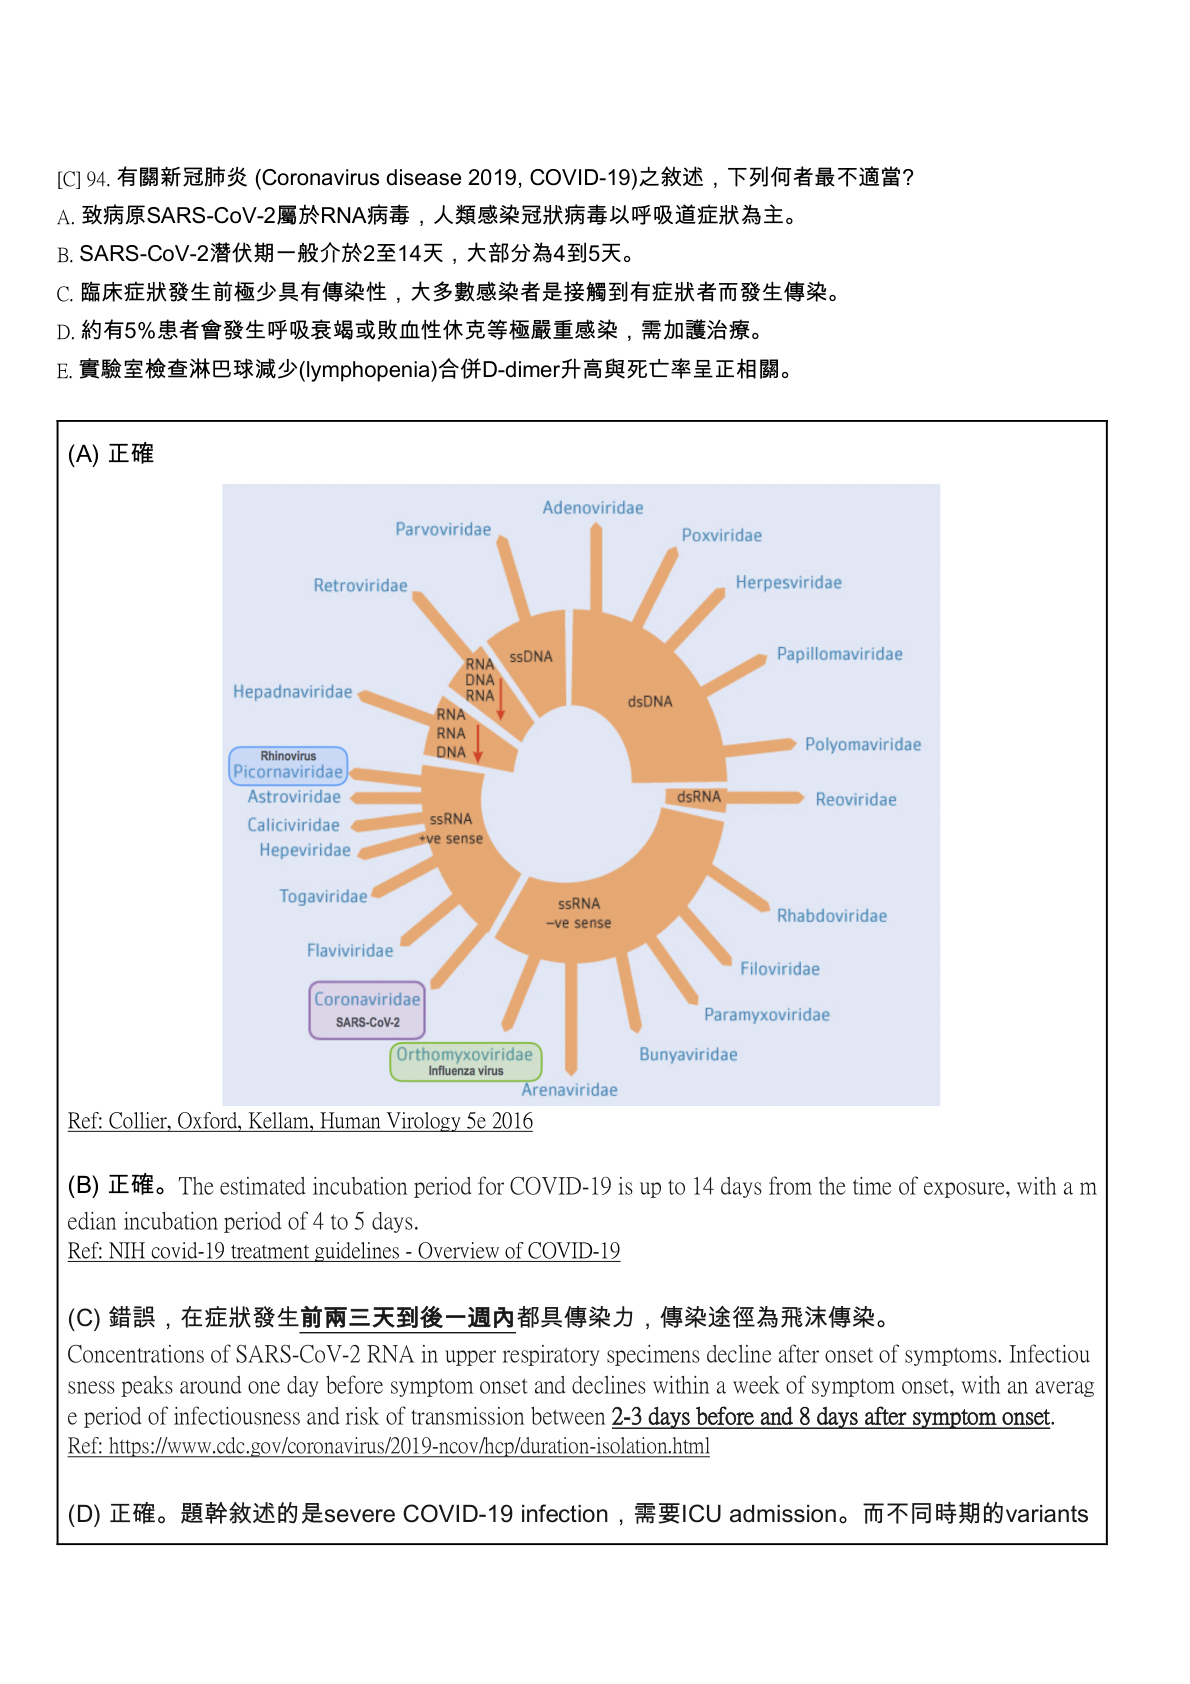 [C] 94. 有關新冠肺炎 (Coronavirus disease 2019, COVID-19)之敘述，下列何者最不適當?
A. 致病原SARS-CoV-2屬於RNA病毒，人類感染冠狀病毒以呼吸道症狀為主。
B. SARS-CoV-2潛伏期一般介於2至14天，大部分為4到5天。
C. 臨床症狀發生前極少具有傳染性，大多數感染者是接觸到有症狀者而發生傳染。
D. 約有5%患者會發生呼吸衰竭或敗血性休克等極嚴重感染，需加護治療。
E. 實驗室檢查淋巴球減少(lymphopenia)合併D-dimer升高與死亡率呈正相關。
(A) 正確
Adenoviridae
Parvoviridae
Poxviridae
Retroviridae
Herpesviridae
ssDNA
Papillomaviridae
RNA
DNA
RNA
Hepadnaviridae
dsDNA
RNA
RNA
DNA
Polyomaviridae
Rhinovirus
Picornaviridae
Astroviridae
dsRNA
Reoviridae
Caliciviridae
ssRNA
+ve sense
Hepeviridae
Togaviridae
ssRNA
–ve sense
Rhabdoviridae
Flaviviridae
Filoviridae
Coronaviridae
SARS-CoV-2
Paramyxoviridae
Orthomyxoviridae
Influenza virus
Bunyaviridae
Arenaviridae
Ref: Collier, Oxford, Kellam, Human Virology 5e 2016
(B) 正確。The estimated incubation period for COVID-19 is up to 14 days from the time of exposure, with a m
edian incubation period of 4 to 5 days.
Ref: NIH covid-19 treatment guidelines - Overview of COVID-19
(C) 錯誤，在症狀發生前兩三天到後一週內都具傳染力，傳染途徑為飛沫傳染。
Concentrations of SARS-CoV-2 RNA in upper respiratory specimens decline after onset of symptoms. Infectiou
sness peaks around one day before symptom onset and declines within a week of symptom onset, with an averag
e period of infectiousness and risk of transmission between 2-3 days before and 8 days after symptom onset.
Ref: https://www.cdc.gov/coronavirus/2019-ncov/hcp/duration-isolation.html
(D) 正確。題幹敘述的是severe COVID-19 infection，需要ICU admission。而不同時期的variants